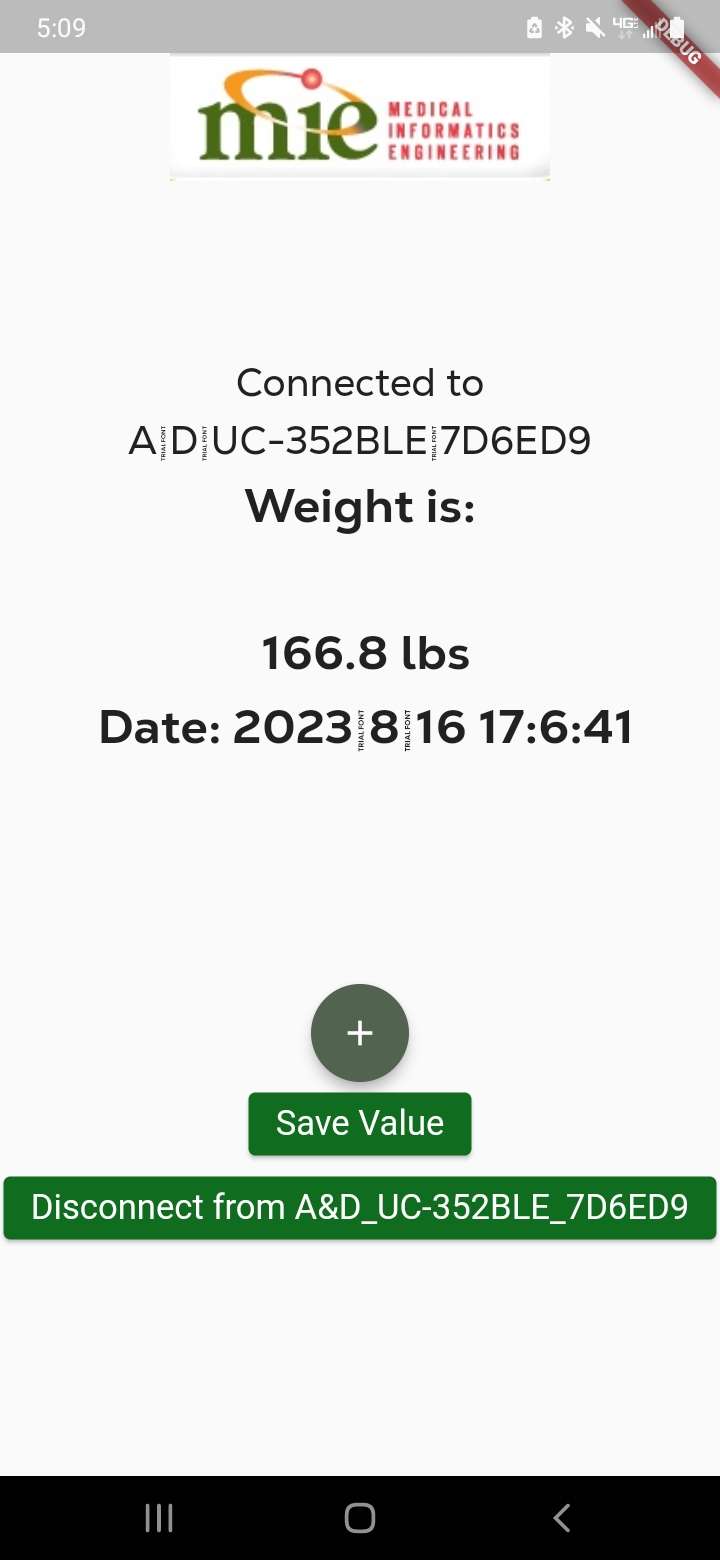 5:09
4GE
DEBUG
mie
MEDICAL
INFORMATICS
ENGINEERING
Connected to
A TRIAL FONT D TRIAL FONT UC-352BLE TRIAL FONT 7D6ED9
Weight is:
166.8 lbs
Date: 2023 TRIAL FONT 8 TRIAL FONT 16 17:6:41
+
Save Value
Disconnect from A&D_UC-352BLE_7D6ED9